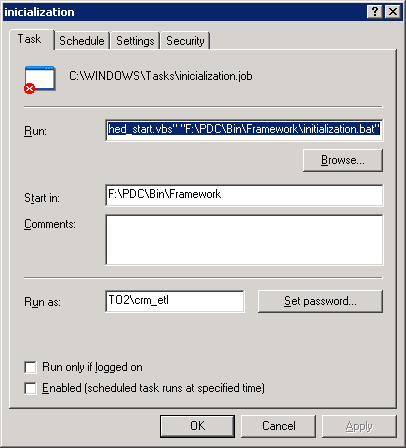 inicialization
Task Schedule Settings Security
C:\WINDOWS\Tasks\inicialization.job
Run: hed_start.vbs" "F:\PDC\Bin\Framework\initialization.bat"
Browse...
Start in: F:\PDC\Bin\Framework
Comments:
Run as: TO2\crm_etl Set password...
Run only if logged on
Enabled (scheduled task runs at specified time)
OK Cancel Apply